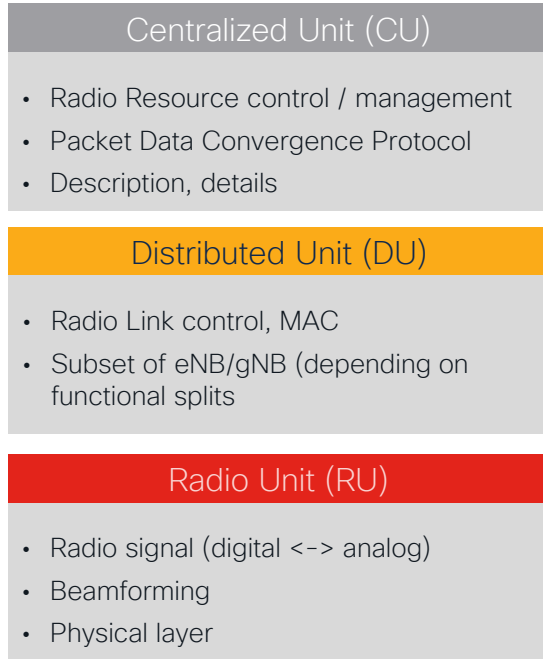 Centralized Unit (CU)
• Radio Resource control / management
• Packet Data Convergence Protocol
• Description, details
Distributed Unit (DU)
• Radio Link control, MAC
• Subset of eNB/gNB (depending on
functional splits
Radio Unit (RU)
• Radio signal (digital <-> analog)
• Beamforming
• Physical layer